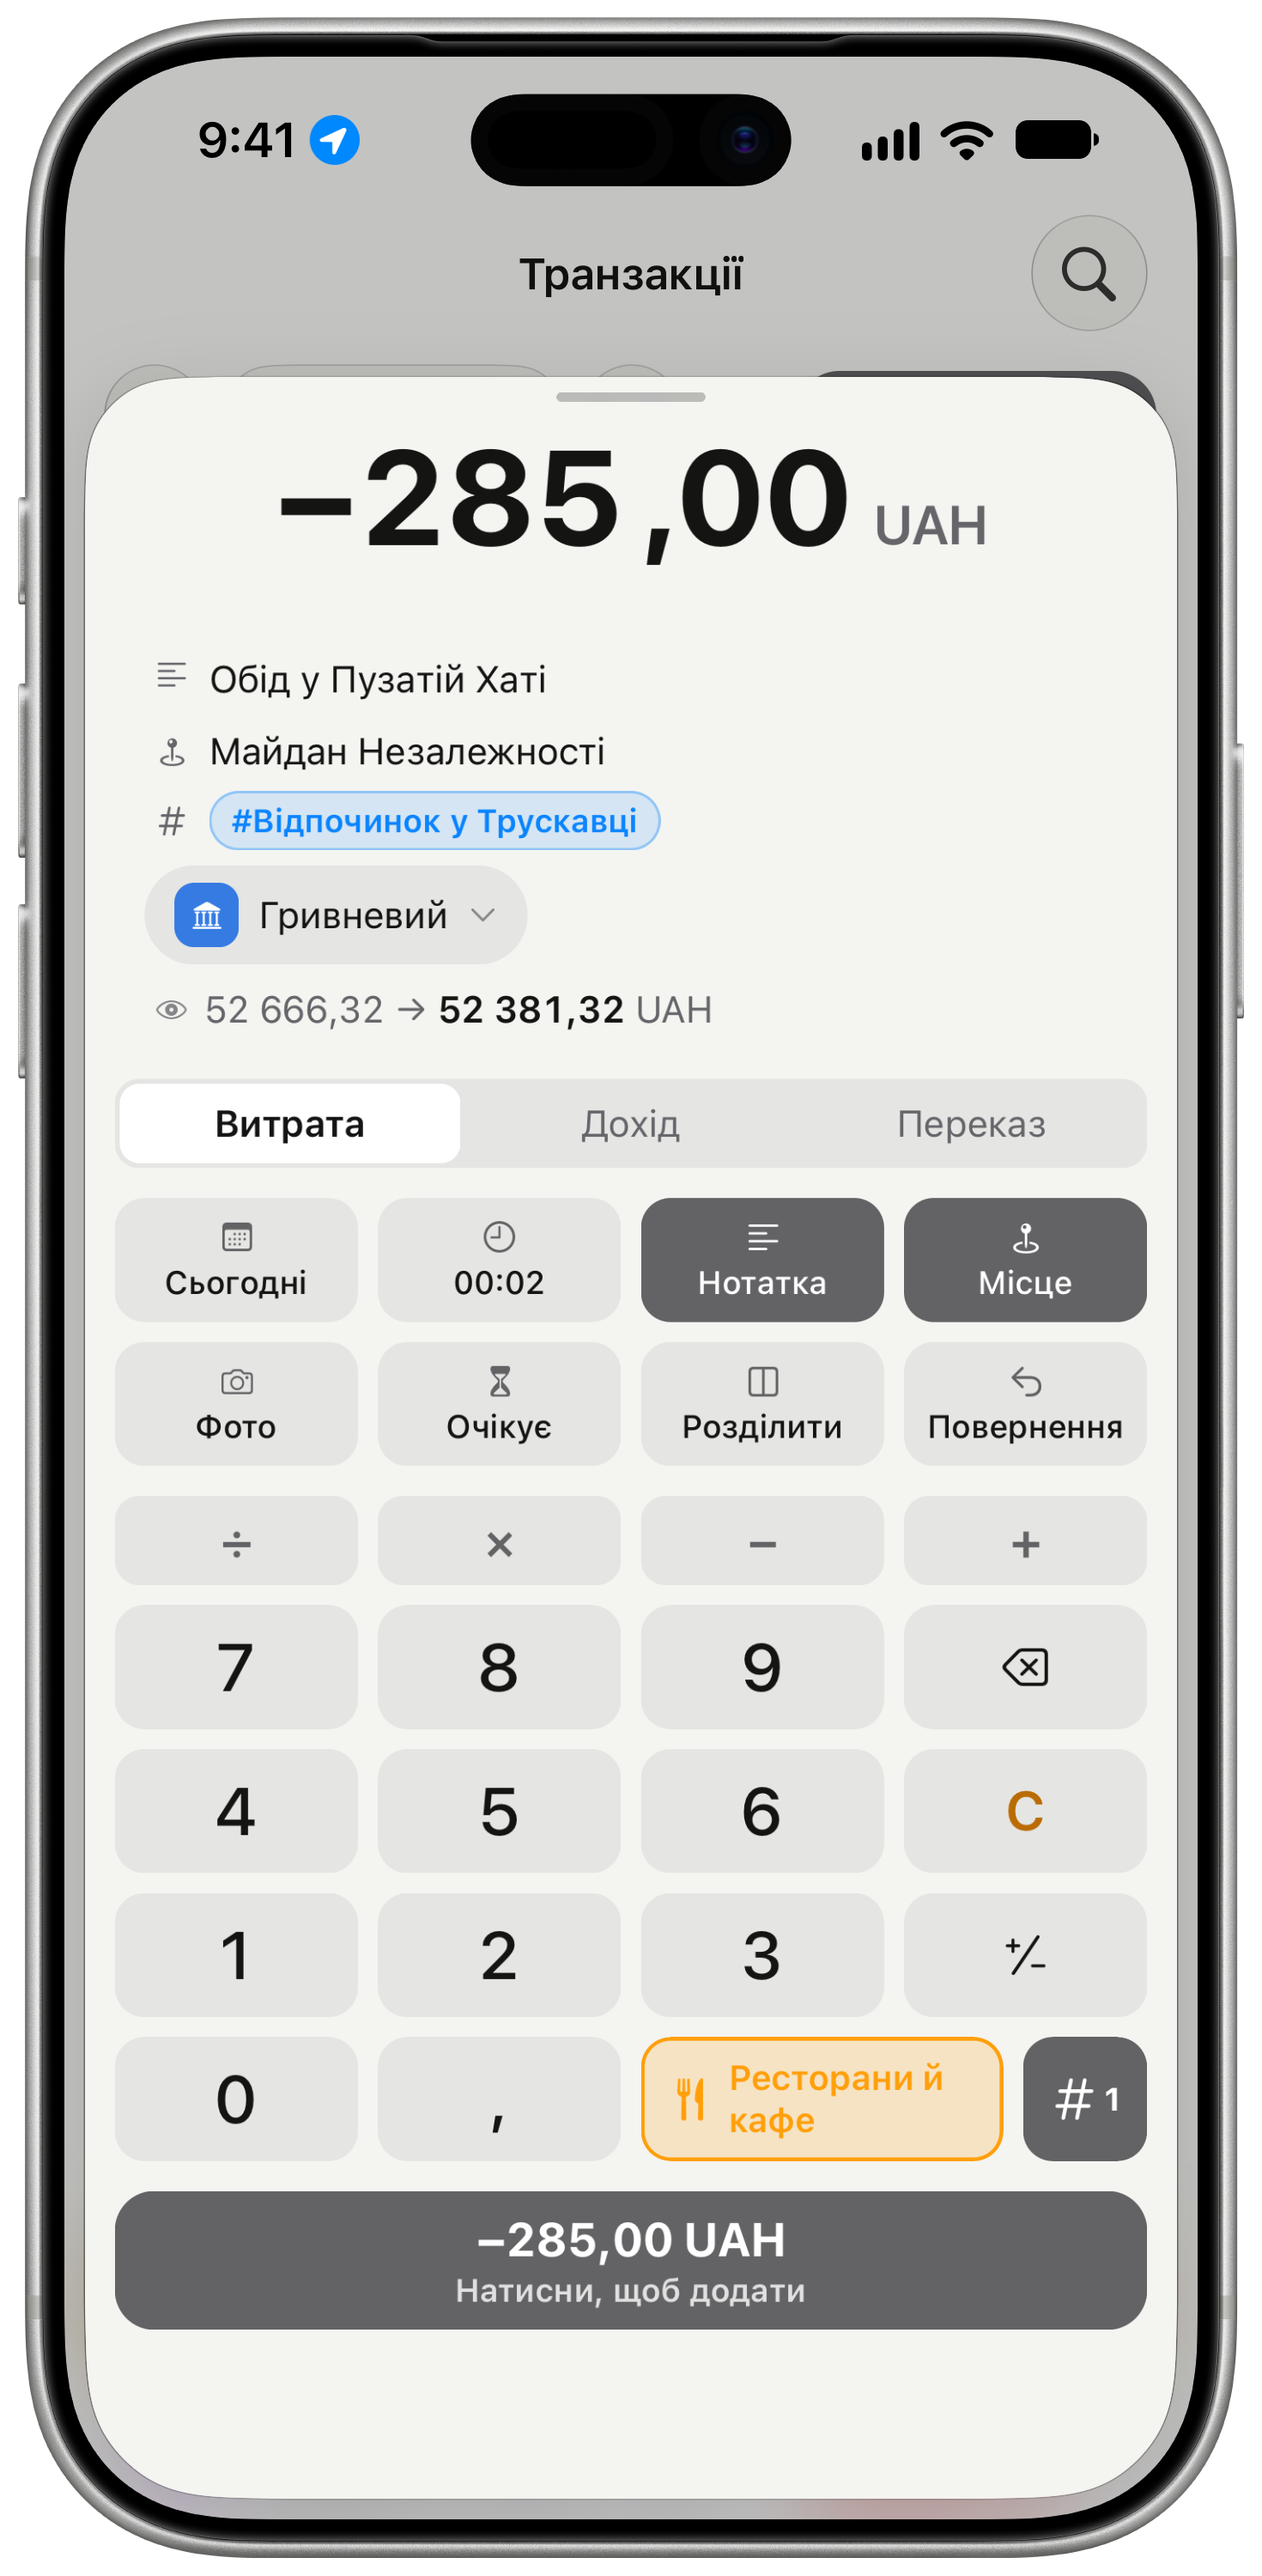 9:41
Транзакції
–285,00 UAH
Обід у Пузатій Хаті
Майдан Незалежності
# #Відпочинок у Трускавці
Гривневий
52 666,32 → 52 381,32 UAH
Витрата Дохід Переказ
Сьогодні 00:02 Нотатка Місце
Фото Очікує Розділити Повернення
÷ × − +
7 8 9
4 5 6 C
1 2 3 +/−
0 , Ресторани й
кафе
# 1
–285,00 UAH
Натисни, щоб додати